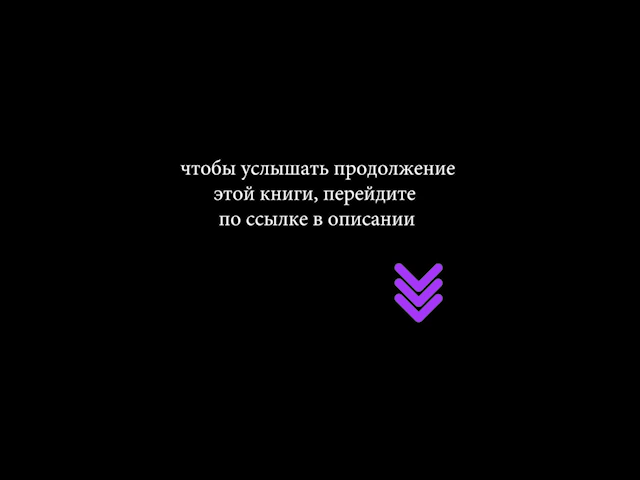 чтобы услышать продолжение
этой книги, перейдите
по ссылке в описании